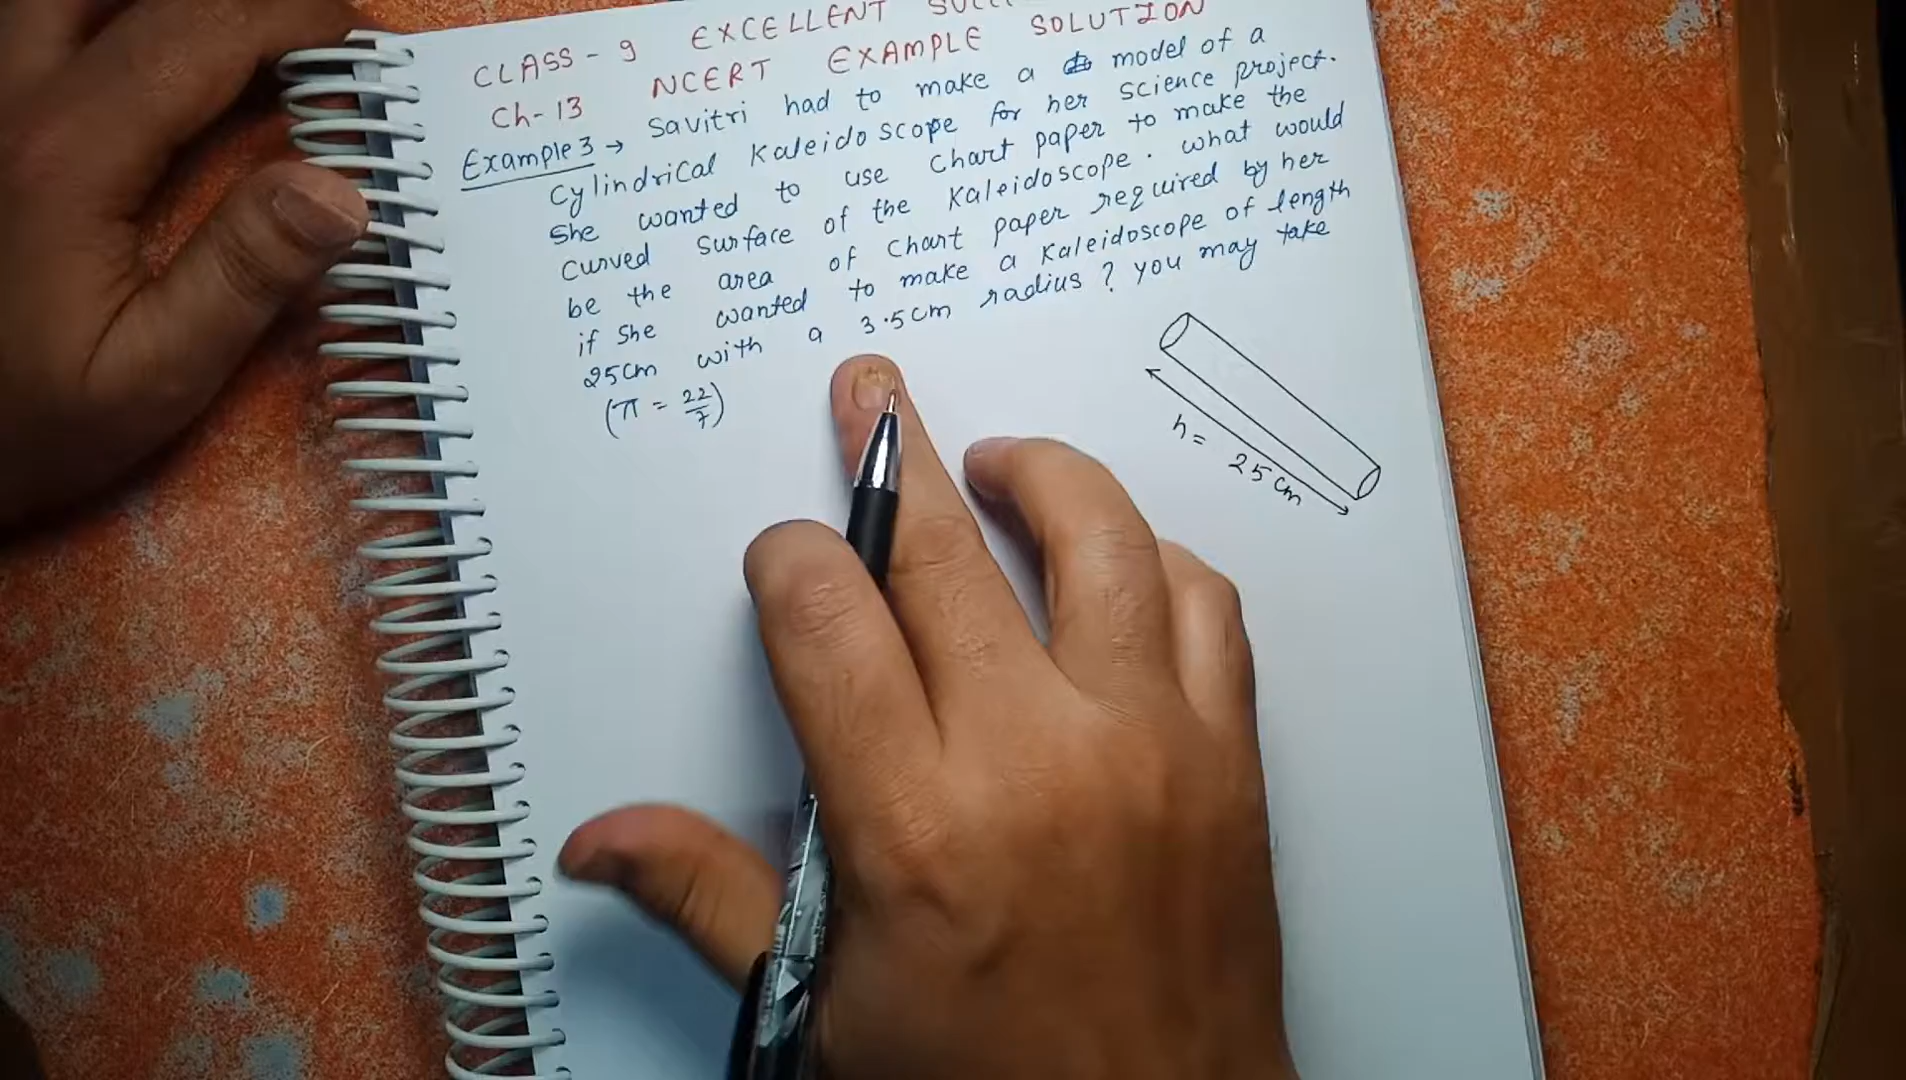 CLASS - 9 EXCELLENT
Ch- 13 NCERT EXAMPLE SOLUTION
Example 3 → Savitri had to make a model of a
cylindrical Kaleidoscope for her science project.
She wanted to use Chart paper to make the
curved surface of the Kaleidoscope. what would
be the area of Chart paper required by her
if she wanted to make a Kaleidoscope of length
25cm with a 3.5cm radius? you may take
(π = 22/7)
h = 25 cm